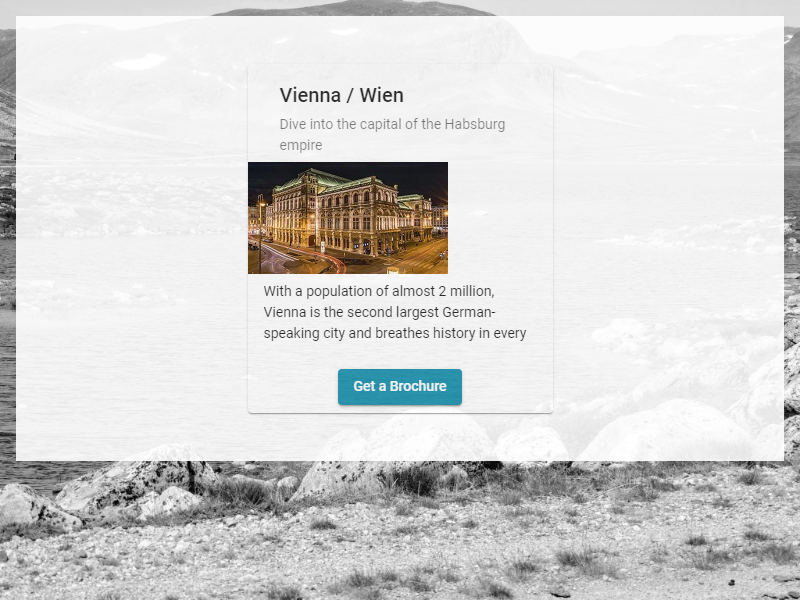 Vienna / Wien
Dive into the capital of the Habsburg
empire
With a population of almost 2 million,
Vienna is the second largest German-
speaking city and breathes history in every
Get a Brochure